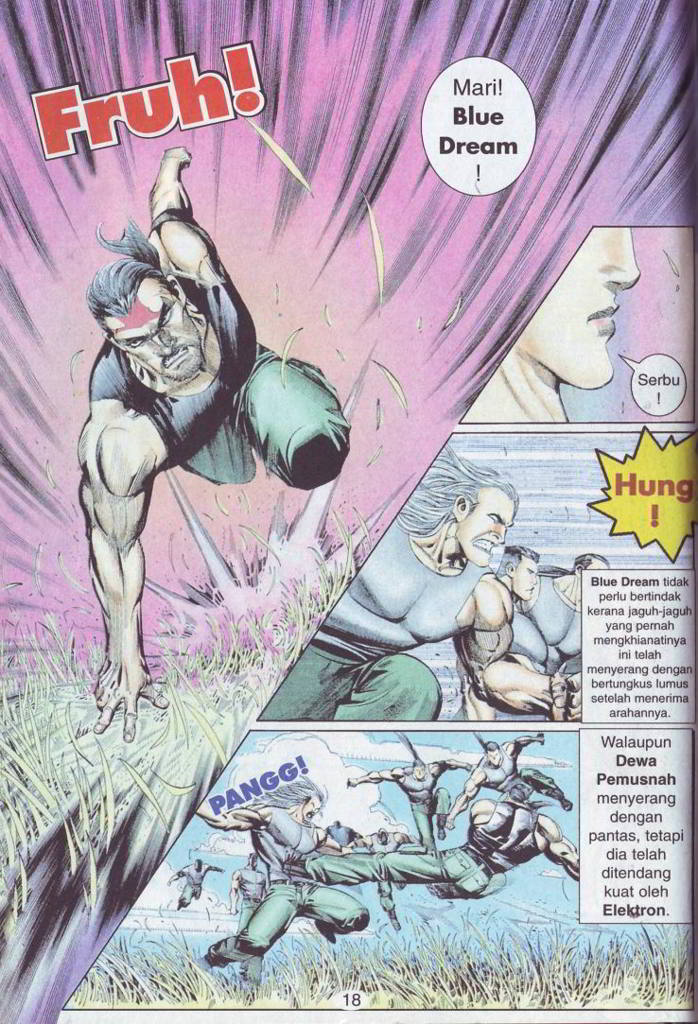 Fruh!
Mari!
Blue
Dream
!
Serbu
!
Hung
!
Blue Dream tidak
perlu bertindak
kerana jaguh-jaguh
yang pernah
mengkhianatinya
ini telah
menyerang dengan
bertungkus lumus
setelah menerima
arahannya.
PANGG!
Walaupun
Dewa
Pemusnah
menyerang
dengan
pantas, tetapi
dia telah
ditendang
kuat oleh
Elektron.
18